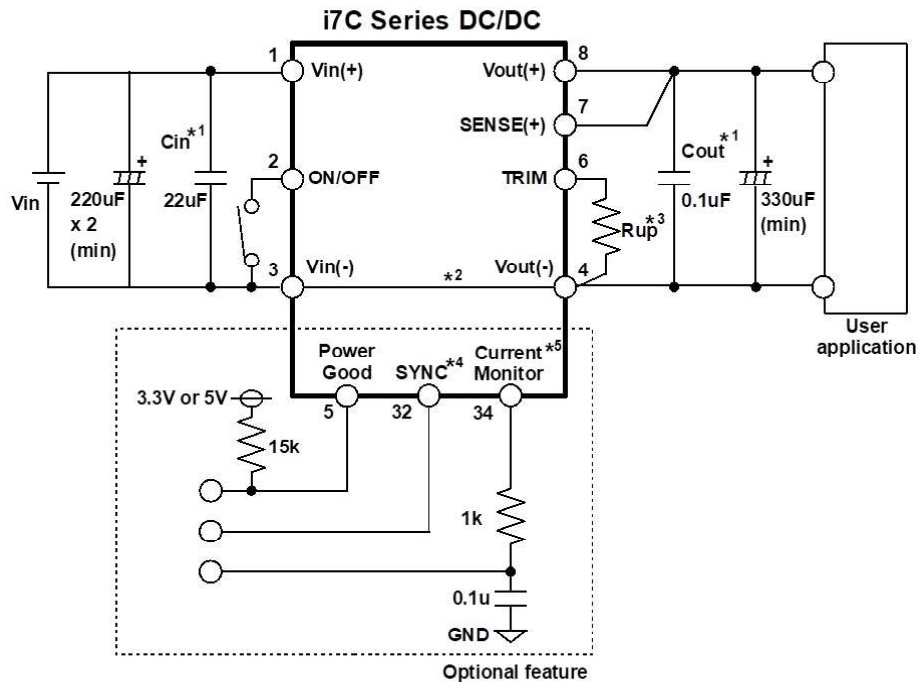 i7C Series DC/DC
1
Vin(+)
Vout(+)
8
7
SENSE(+)
Cin*1
Cout*1
2
ON/OFF
TRIM
6
+
+
Vin
220uF
x 2
(min)
22uF
Rup*3
0.1uF
330uF
(min)
3
Vin(-)
*2
Vout(-)
4
User
application
Power
Good
SYNC*4
Current*5
Monitor
3.3V or 5V
5
32
34
15k
1k
0.1u
GND
Optional feature